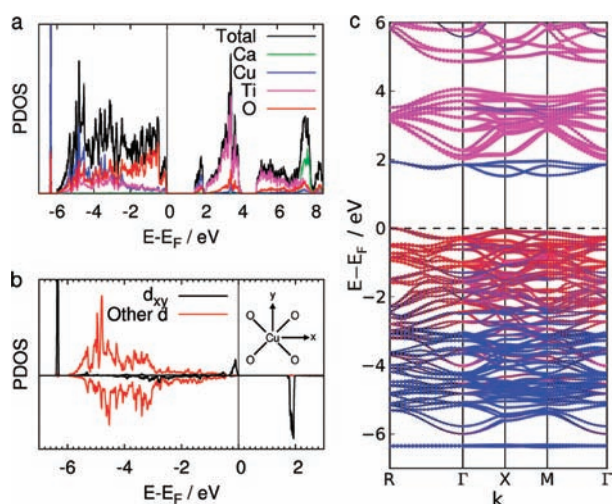 a
Total
Ca
Cu
Ti
O
PDOS
-6 -4 -2 0 2 4 6 8
E-E_F / eV
b
d_xy
Other d
y
x
O O
Cu
O O
PDOS
-6 -4 -2 0 2
E-E_F / eV
c
E−E_F / eV
6
4
2
0
−2
−4
−6
R Γ X M Γ
k